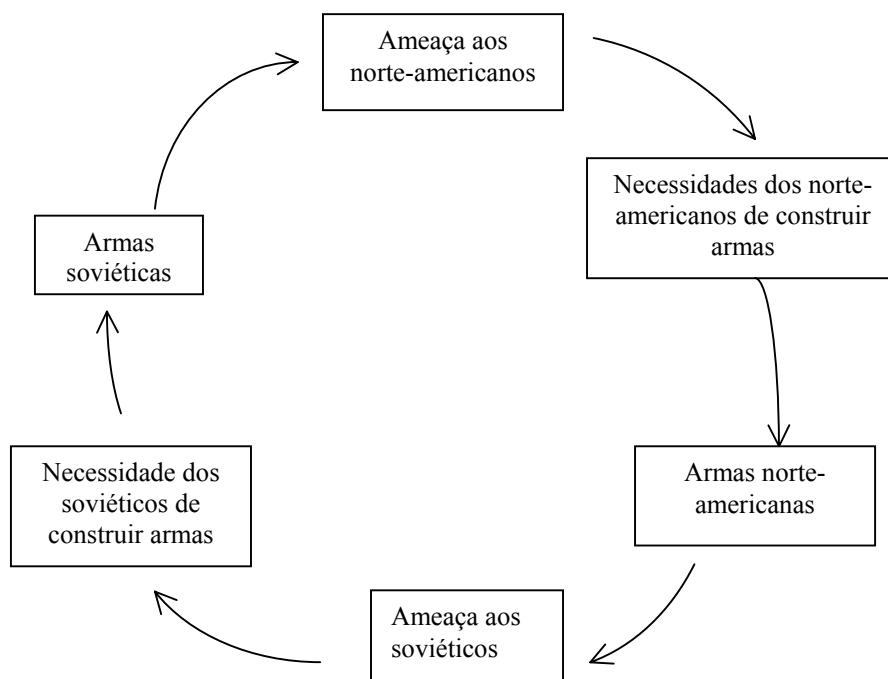 Ameaça aos
norte-americanos
Necessidades dos norte-
americanos de construir
armas
Armas norte-
americanas
Ameaça aos
soviéticos
Necessidade dos
soviéticos de
construir armas
Armas
soviéticas